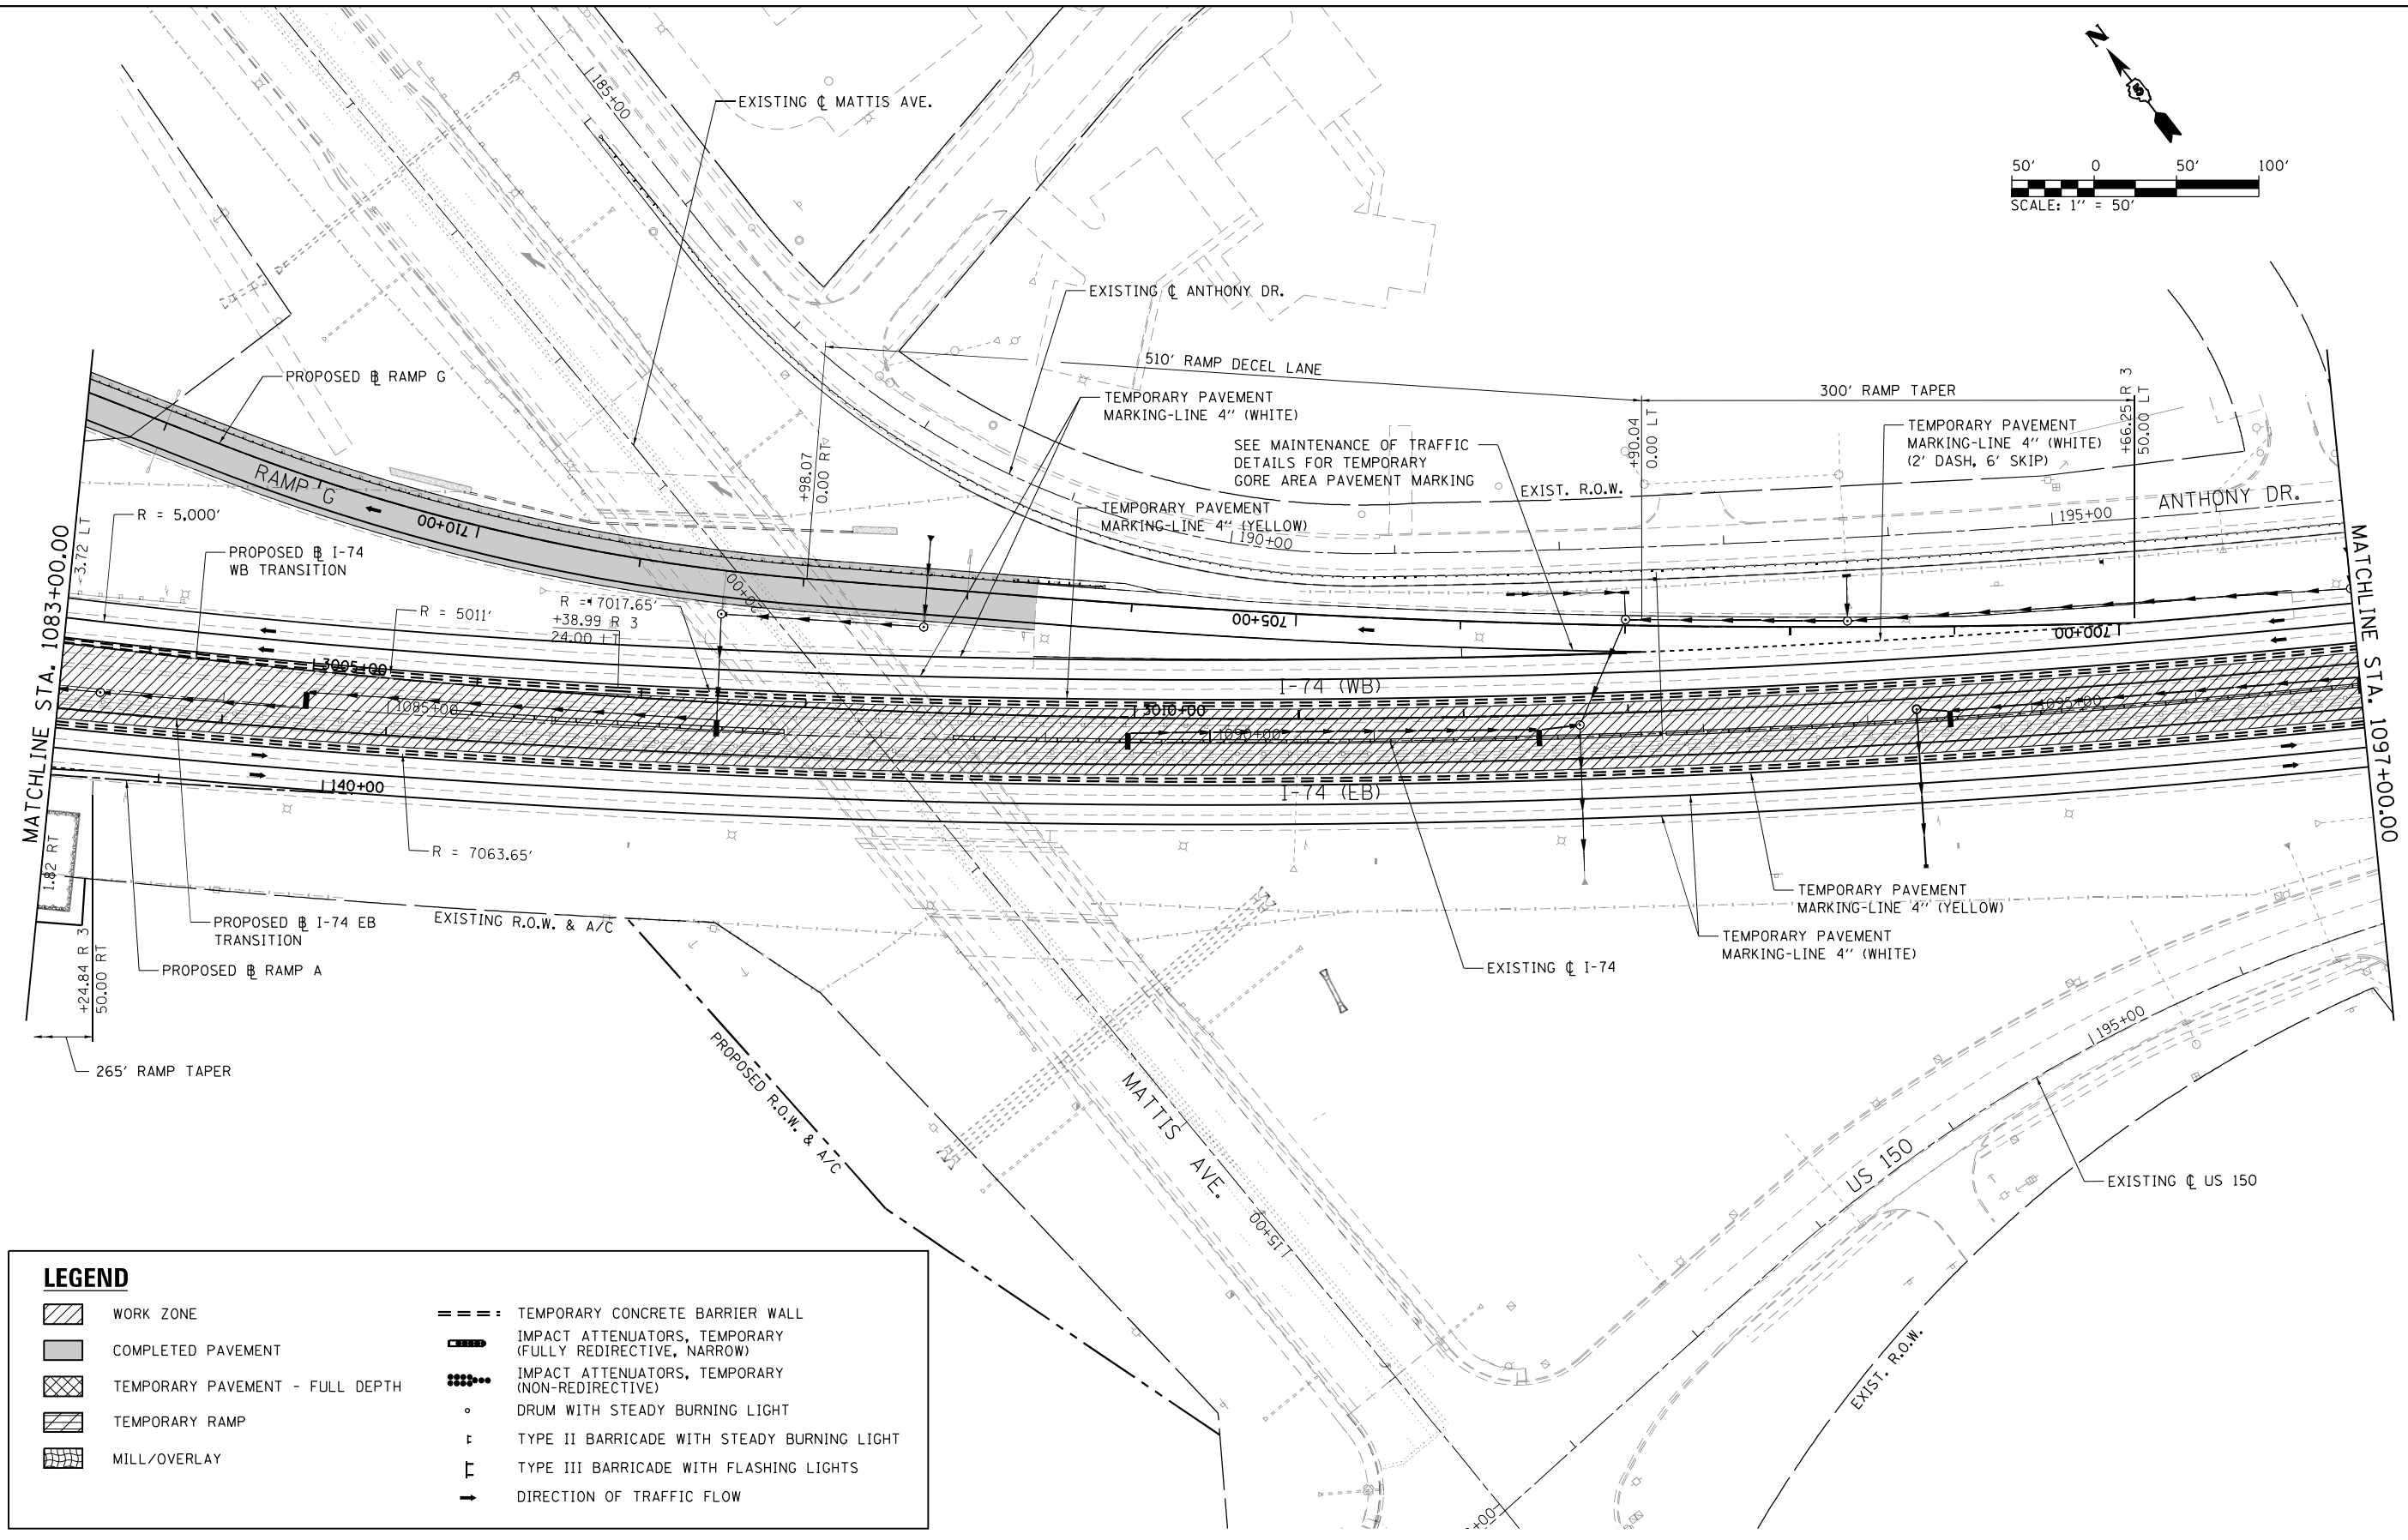 N
50' 0 50' 100'
SCALE: 1" = 50'
185+00
EXISTING ℄ MATTIS AVE.
EXISTING ℄ ANTHONY DR.
510' RAMP DECEL LANE
300' RAMP TAPER
PROPOSED ⅊ RAMP G
TEMPORARY PAVEMENT
MARKING-LINE 4" (WHITE)
SEE MAINTENANCE OF TRAFFIC
DETAILS FOR TEMPORARY
GORE AREA PAVEMENT MARKING
+90.04
0.00 LT
TEMPORARY PAVEMENT
MARKING-LINE 4" (WHITE)
(2' DASH, 6' SKIP)
+66.25 R 3
50.00 LT
+98.07
0.00 RT
EXIST. R.O.W.
ANTHONY DR.
195+00
RAMP G
710+00
R = 5,000'
3.72 LT
TEMPORARY PAVEMENT
MARKING-LINE 4" (YELLOW)
190+00
PROPOSED ⅊ I-74
WB TRANSITION
R = 5011'
R = 7017.65'
+38.99 R 3
24.00 LT
20+00
705+00
700+00
MATCHLINE STA. 1083+00.00
MATCHLINE STA. 1097+00.00
3005+00
1085+00
I-74 (WB)
3010+00
1090+00
1095+00
140+00
I-74 (EB)
R = 7063.65'
1.82 RT
PROPOSED ⅊ I-74 EB
TRANSITION
EXISTING R.O.W. & A/C
PROPOSED ⅊ RAMP A
+24.84 R 3
50.00 RT
265' RAMP TAPER
TEMPORARY PAVEMENT
MARKING-LINE 4" (YELLOW)
TEMPORARY PAVEMENT
MARKING-LINE 4" (WHITE)
EXISTING ℄ I-74
PROPOSED R.O.W. & A/C
MATTIS AVE.
15+00
US 150
195+00
EXISTING ℄ US 150
EXIST. R.O.W.
LEGEND
WORK ZONE
COMPLETED PAVEMENT
TEMPORARY PAVEMENT - FULL DEPTH
TEMPORARY RAMP
MILL/OVERLAY
TEMPORARY CONCRETE BARRIER WALL
IMPACT ATTENUATORS, TEMPORARY
(FULLY REDIRECTIVE, NARROW)
IMPACT ATTENUATORS, TEMPORARY
(NON-REDIRECTIVE)
DRUM WITH STEADY BURNING LIGHT
TYPE II BARRICADE WITH STEADY BURNING LIGHT
TYPE III BARRICADE WITH FLASHING LIGHTS
DIRECTION OF TRAFFIC FLOW